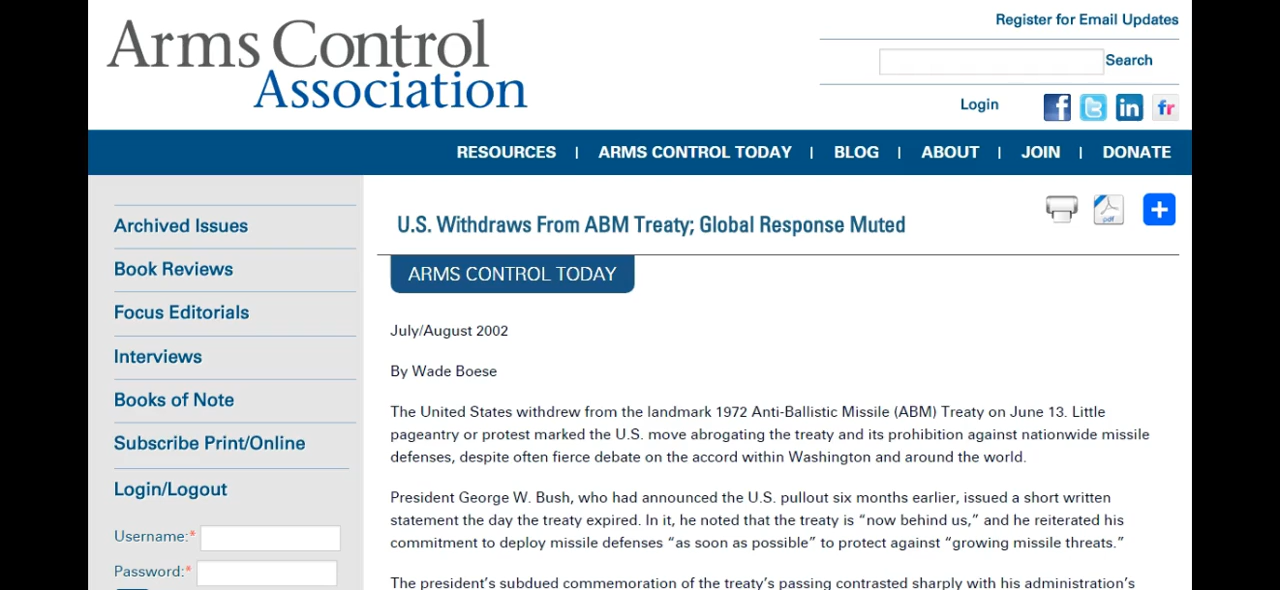 Arms Control
Association
Register for Email Updates
Search
Login
f
t
in
fr
RESOURCES | ARMS CONTROL TODAY | BLOG | ABOUT | JOIN | DONATE
Archived Issues
Book Reviews
Focus Editorials
Interviews
Books of Note
Subscribe Print/Online
Login/Logout
Username:*
Password:*
U.S. Withdraws From ABM Treaty; Global Response Muted
pdf
+
ARMS CONTROL TODAY
July/August 2002
By Wade Boese
The United States withdrew from the landmark 1972 Anti-Ballistic Missile (ABM) Treaty on June 13. Little
pageantry or protest marked the U.S. move abrogating the treaty and its prohibition against nationwide missile
defenses, despite often fierce debate on the accord within Washington and around the world.
President George W. Bush, who had announced the U.S. pullout six months earlier, issued a short written
statement the day the treaty expired. In it, he noted that the treaty is “now behind us,” and he reiterated his
commitment to deploy missile defenses “as soon as possible” to protect against “growing missile threats.”
The president’s subdued commemoration of the treaty’s passing contrasted sharply with his administration’s